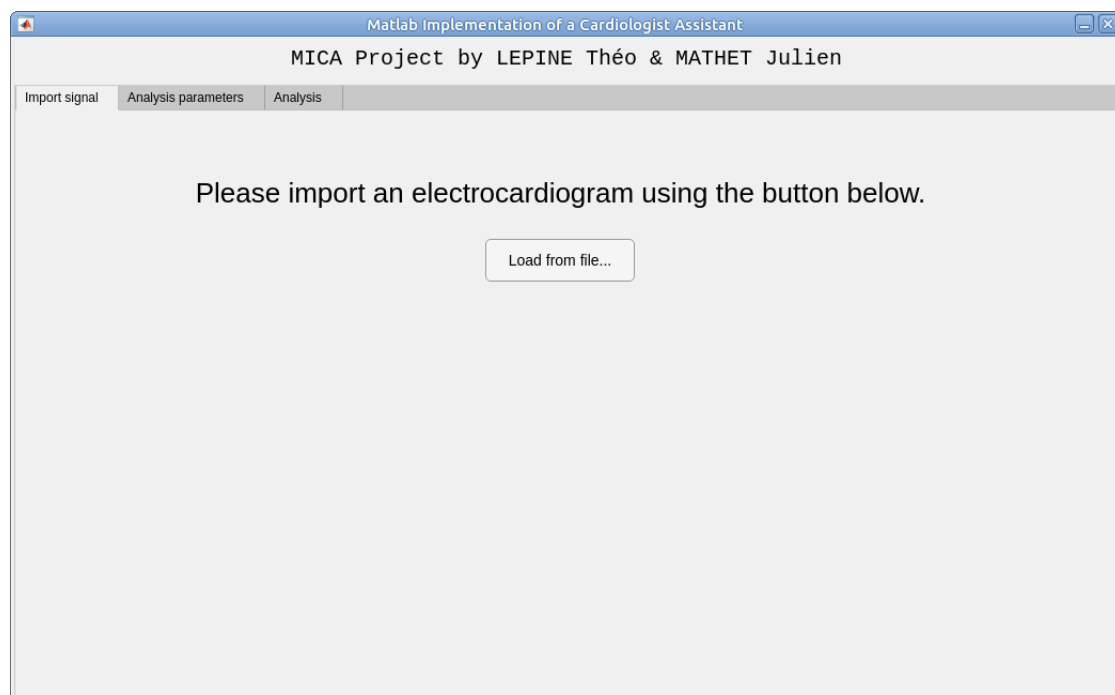 Matlab Implementation of a Cardiologist Assistant
MICA Project by LEPINE Théo & MATHET Julien
Import signal Analysis parameters Analysis
Please import an electrocardiogram using the button below.
Load from file...